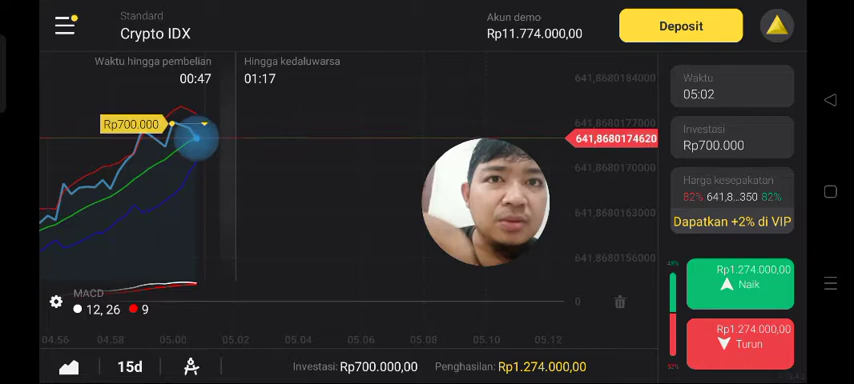 Standard
Crypto IDX
Akun demo
Rp11.774.000,00
Deposit
Waktu hingga pembelian
00:47
Hingga kedaluwarsa
01:17
Rp700.000
641,8680184000
641,8680177000
641,8680174620
641,8680170000
641,8680163000
641,8680156000
Waktu
05:02
Investasi
Rp700.000
Harga kesepakatan
82% 641,8...350 82%
Dapatkan +2% di VIP
49%
Rp1.274.000,00
Naik
Rp1.274.000,00
Turun
MACD
12, 26 9
0
04.56 04.58 05.00 05.02 05.04 05.06 05.08 05.10 05.12
15d
Investasi: Rp700.000,00 Penghasilan: Rp1.274.000,00